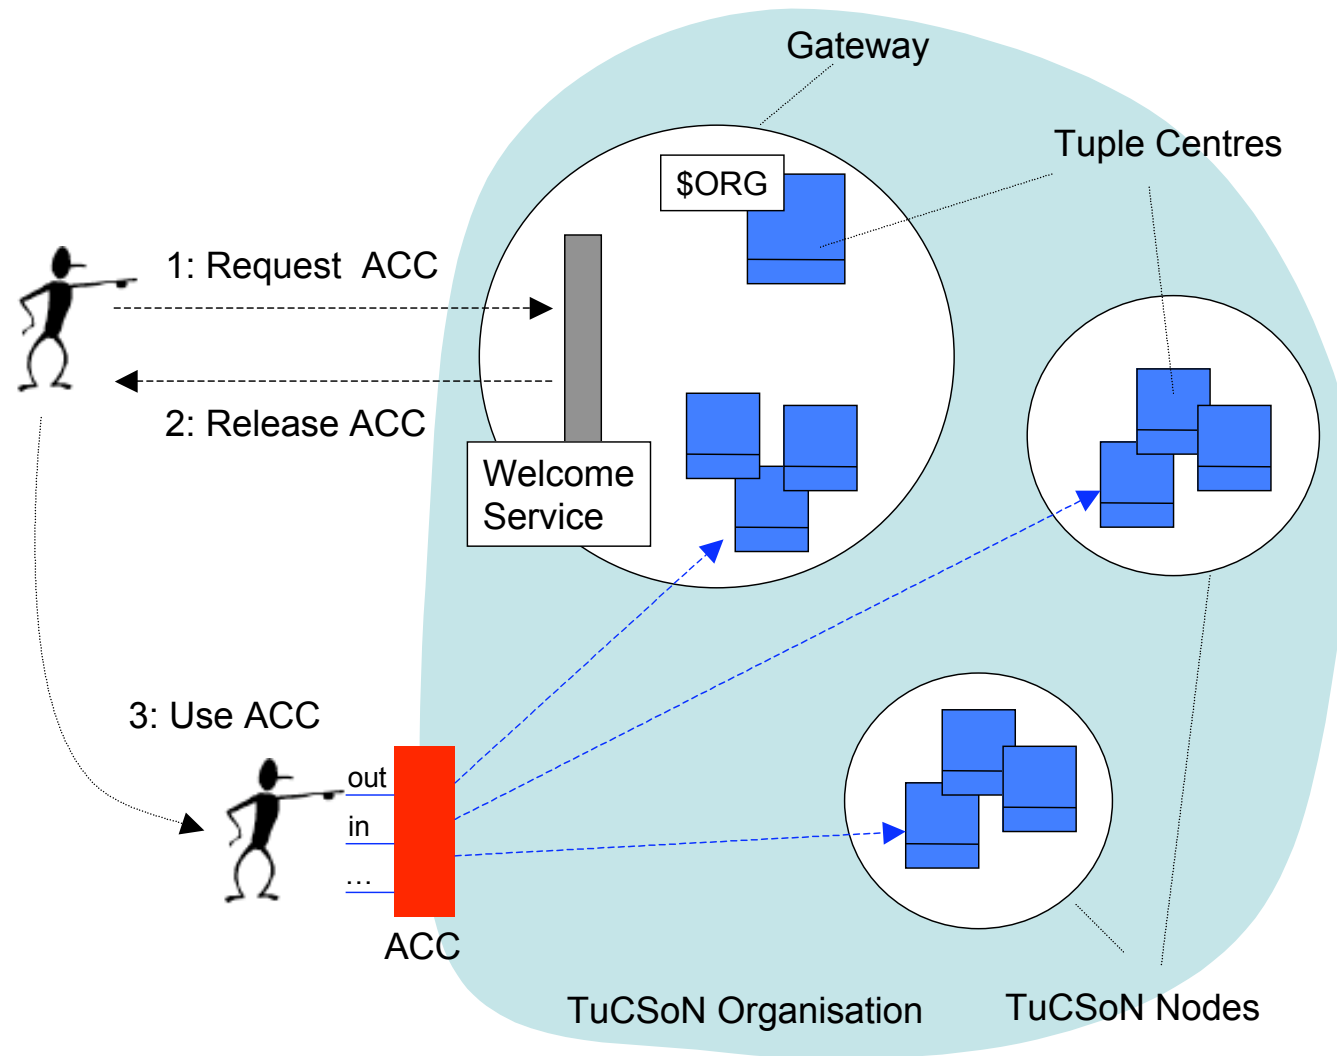 Gateway
Tuple Centres
$ORG
1: Request ACC
2: Release ACC
Welcome
Service
3: Use ACC
out
in
...
ACC
TuCSoN Organisation
TuCSoN Nodes